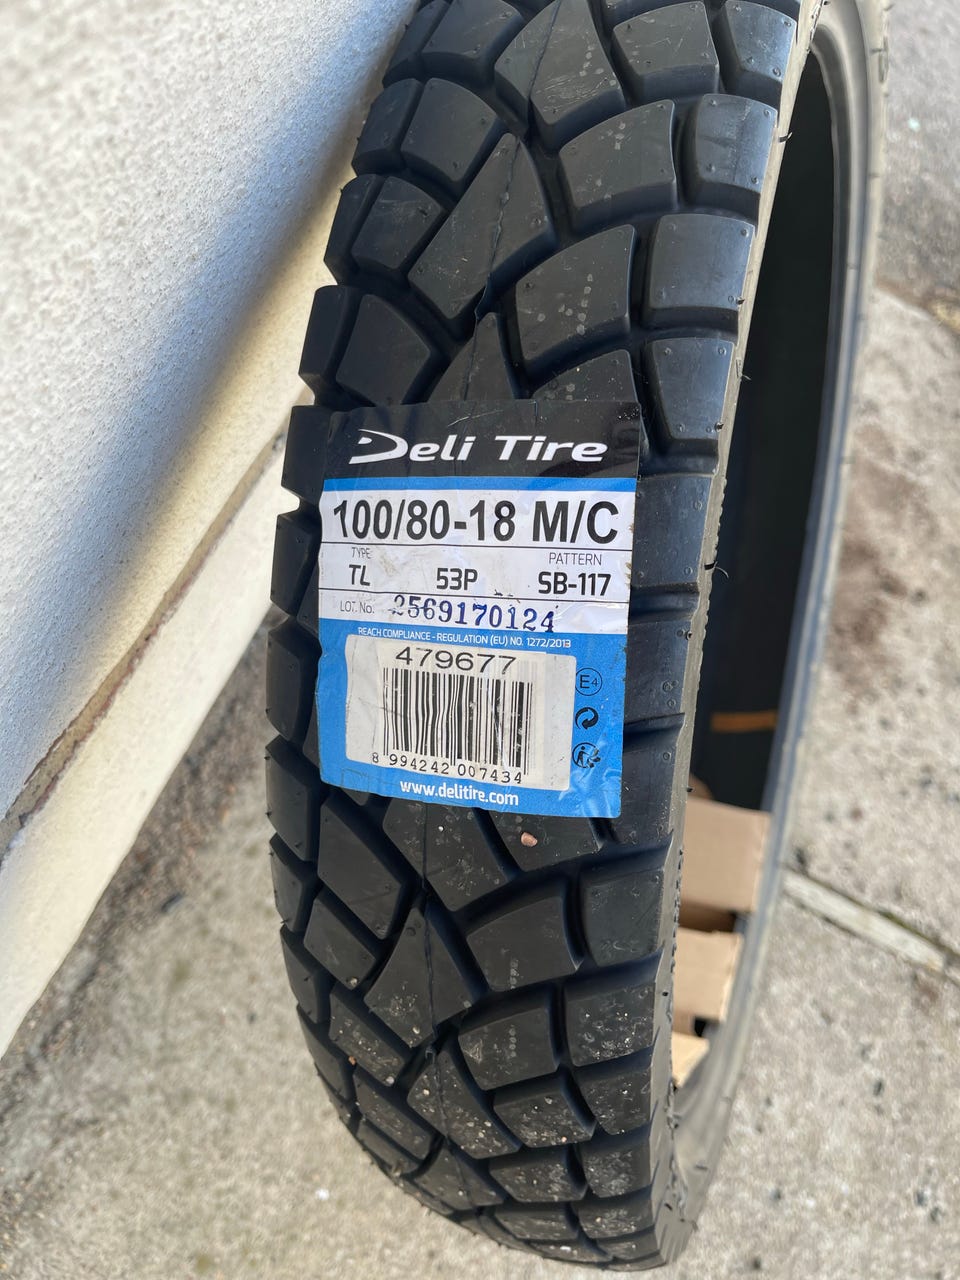 Deli Tire
100/80-18 M/C
TYPE PATTERN
TL 53P SB-117
LOT. No. 2569170124
REACH COMPLIANCE - REGULATION (EU) NO. 1272/2013
479677
E4
8 994242 007434
www.delitire.com